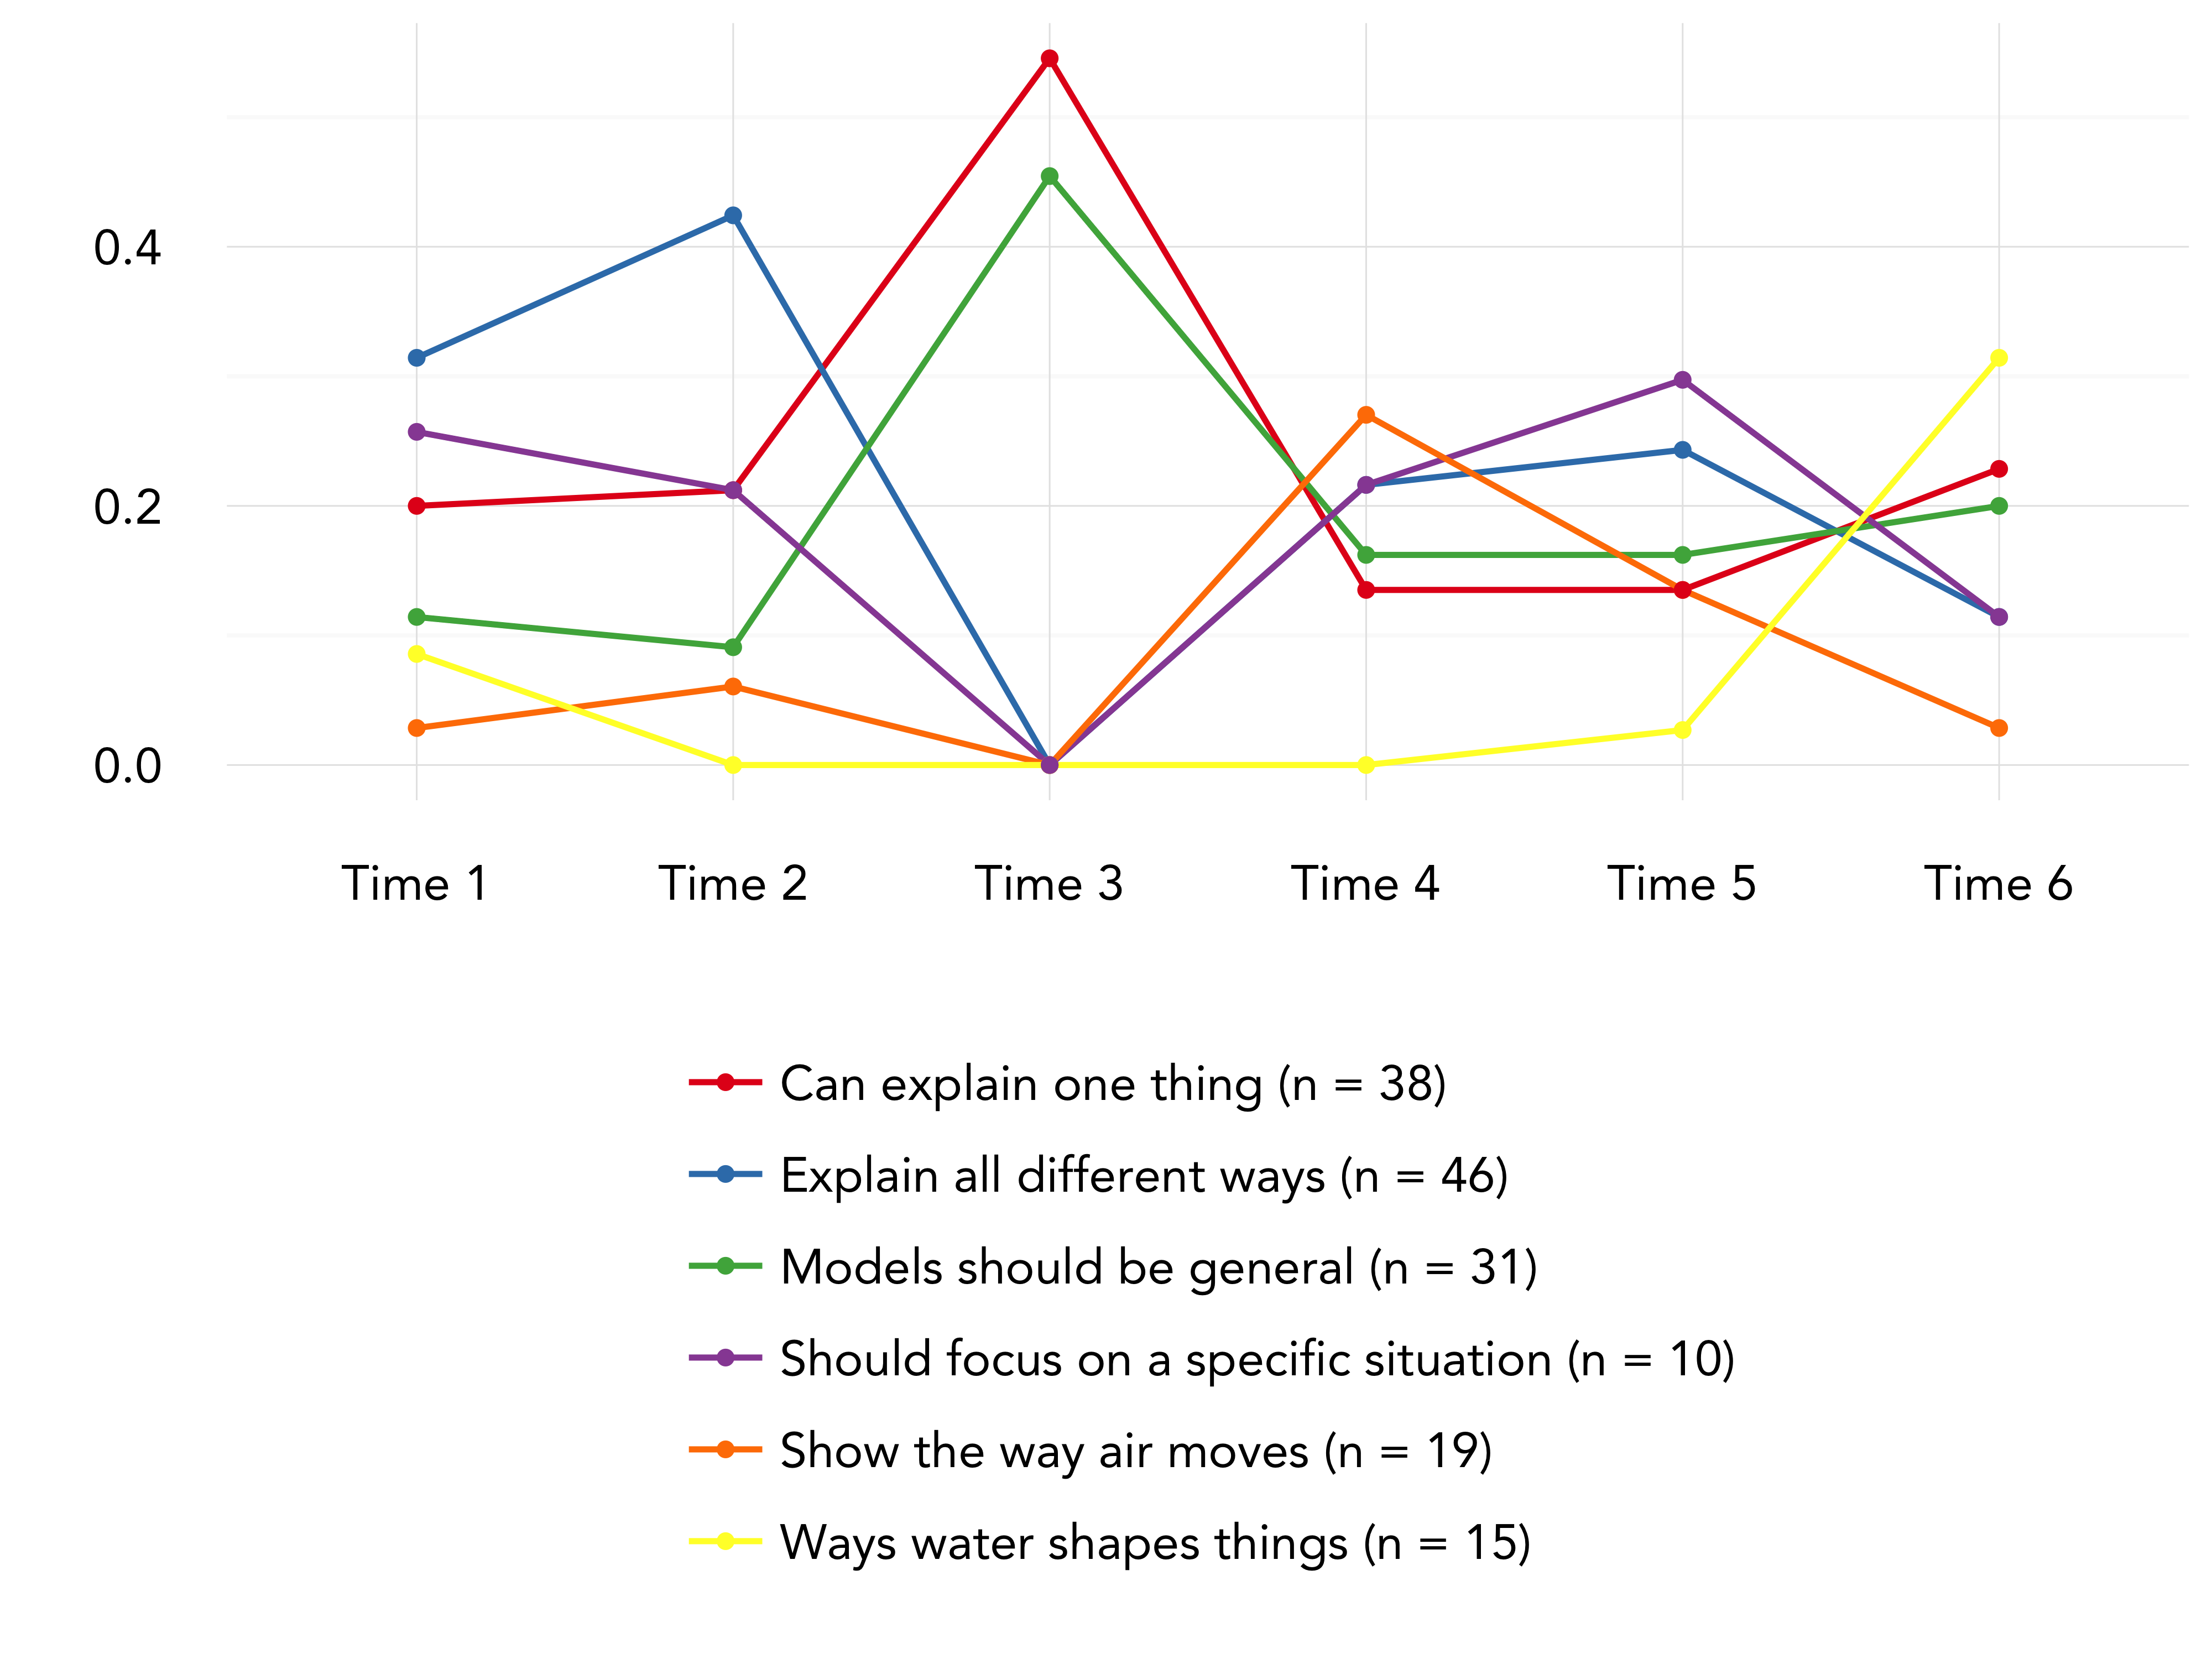 0.4
0.2
0.0
Time 1 Time 2 Time 3 Time 4 Time 5 Time 6
Can explain one thing (n = 38)
Explain all different ways (n = 46)
Models should be general (n = 31)
Should focus on a specific situation (n = 10)
Show the way air moves (n = 19)
Ways water shapes things (n = 15)